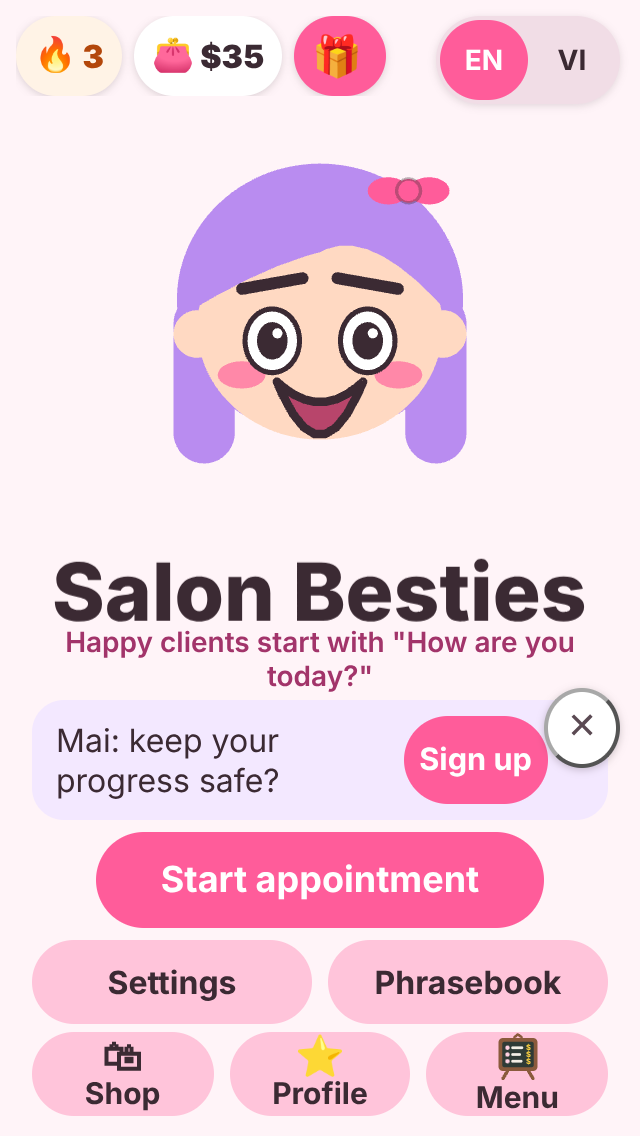 3
$35
EN
VI
Salon Besties
Happy clients start with "How are you
today?"
Mai: keep your
progress safe?
Sign up
×
Start appointment
Settings
Phrasebook
Shop
Profile
Menu